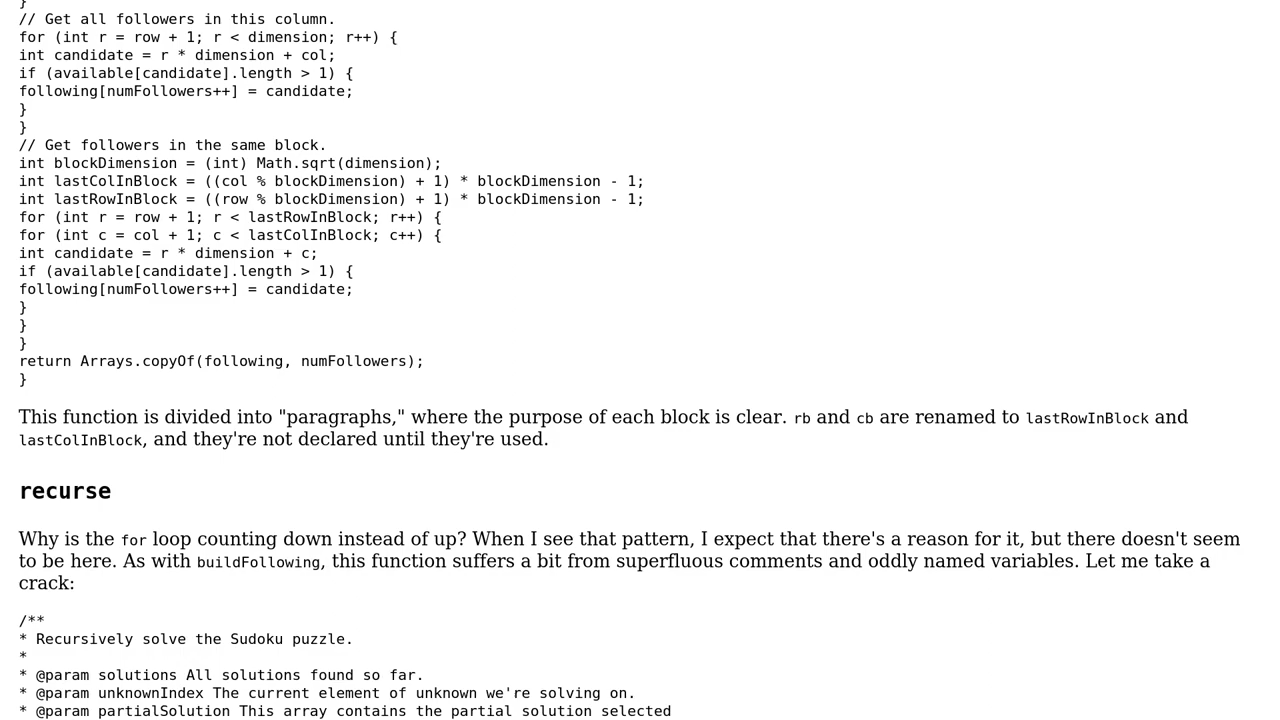 }
// Get all followers in this column.
for (int r = row + 1; r < dimension; r++) {
int candidate = r * dimension + col;
if (available[candidate].length > 1) {
following[numFollowers++] = candidate;
}
}
// Get followers in the same block.
int blockDimension = (int) Math.sqrt(dimension);
int lastColInBlock = ((col % blockDimension) + 1) * blockDimension - 1;
int lastRowInBlock = ((row % blockDimension) + 1) * blockDimension - 1;
for (int r = row + 1; r < lastRowInBlock; r++) {
for (int c = col + 1; c < lastColInBlock; c++) {
int candidate = r * dimension + c;
if (available[candidate].length > 1) {
following[numFollowers++] = candidate;
}
}
}
return Arrays.copyOf(following, numFollowers);
}
This function is divided into "paragraphs," where the purpose of each block is clear. rb and cb are renamed to lastRowInBlock and
lastColInBlock, and they're not declared until they're used.
recurse
Why is the for loop counting down instead of up? When I see that pattern, I expect that there's a reason for it, but there doesn't seem
to be here. As with buildFollowing, this function suffers a bit from superfluous comments and oddly named variables. Let me take a
crack:
/**
* Recursively solve the Sudoku puzzle.
*
* @param solutions All solutions found so far.
* @param unknownIndex The current element of unknown we're solving on.
* @param partialSolution This array contains the partial solution selected